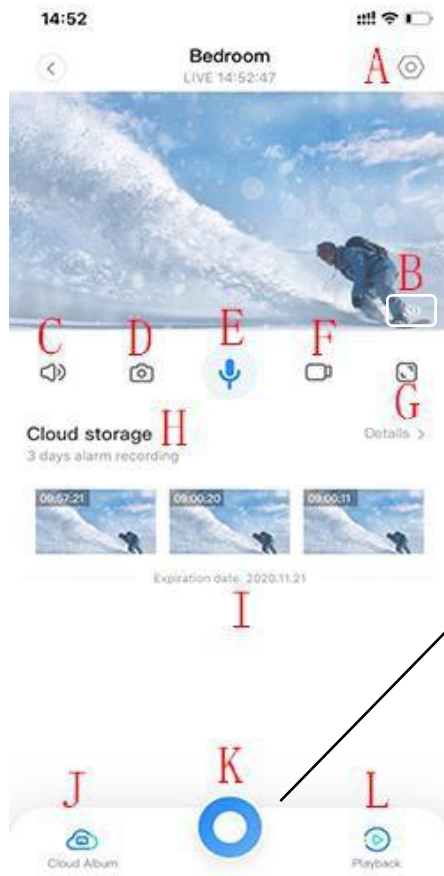 14:52
Bedroom
A
LIVE 14:52:47
B
C D E F
G
Cloud storage H
Details >
3 days alarm recording
09:57:21 09:00:20 09:00:11
Expiration date: 2020.11.21
I
J K L
Cloud Album Playback